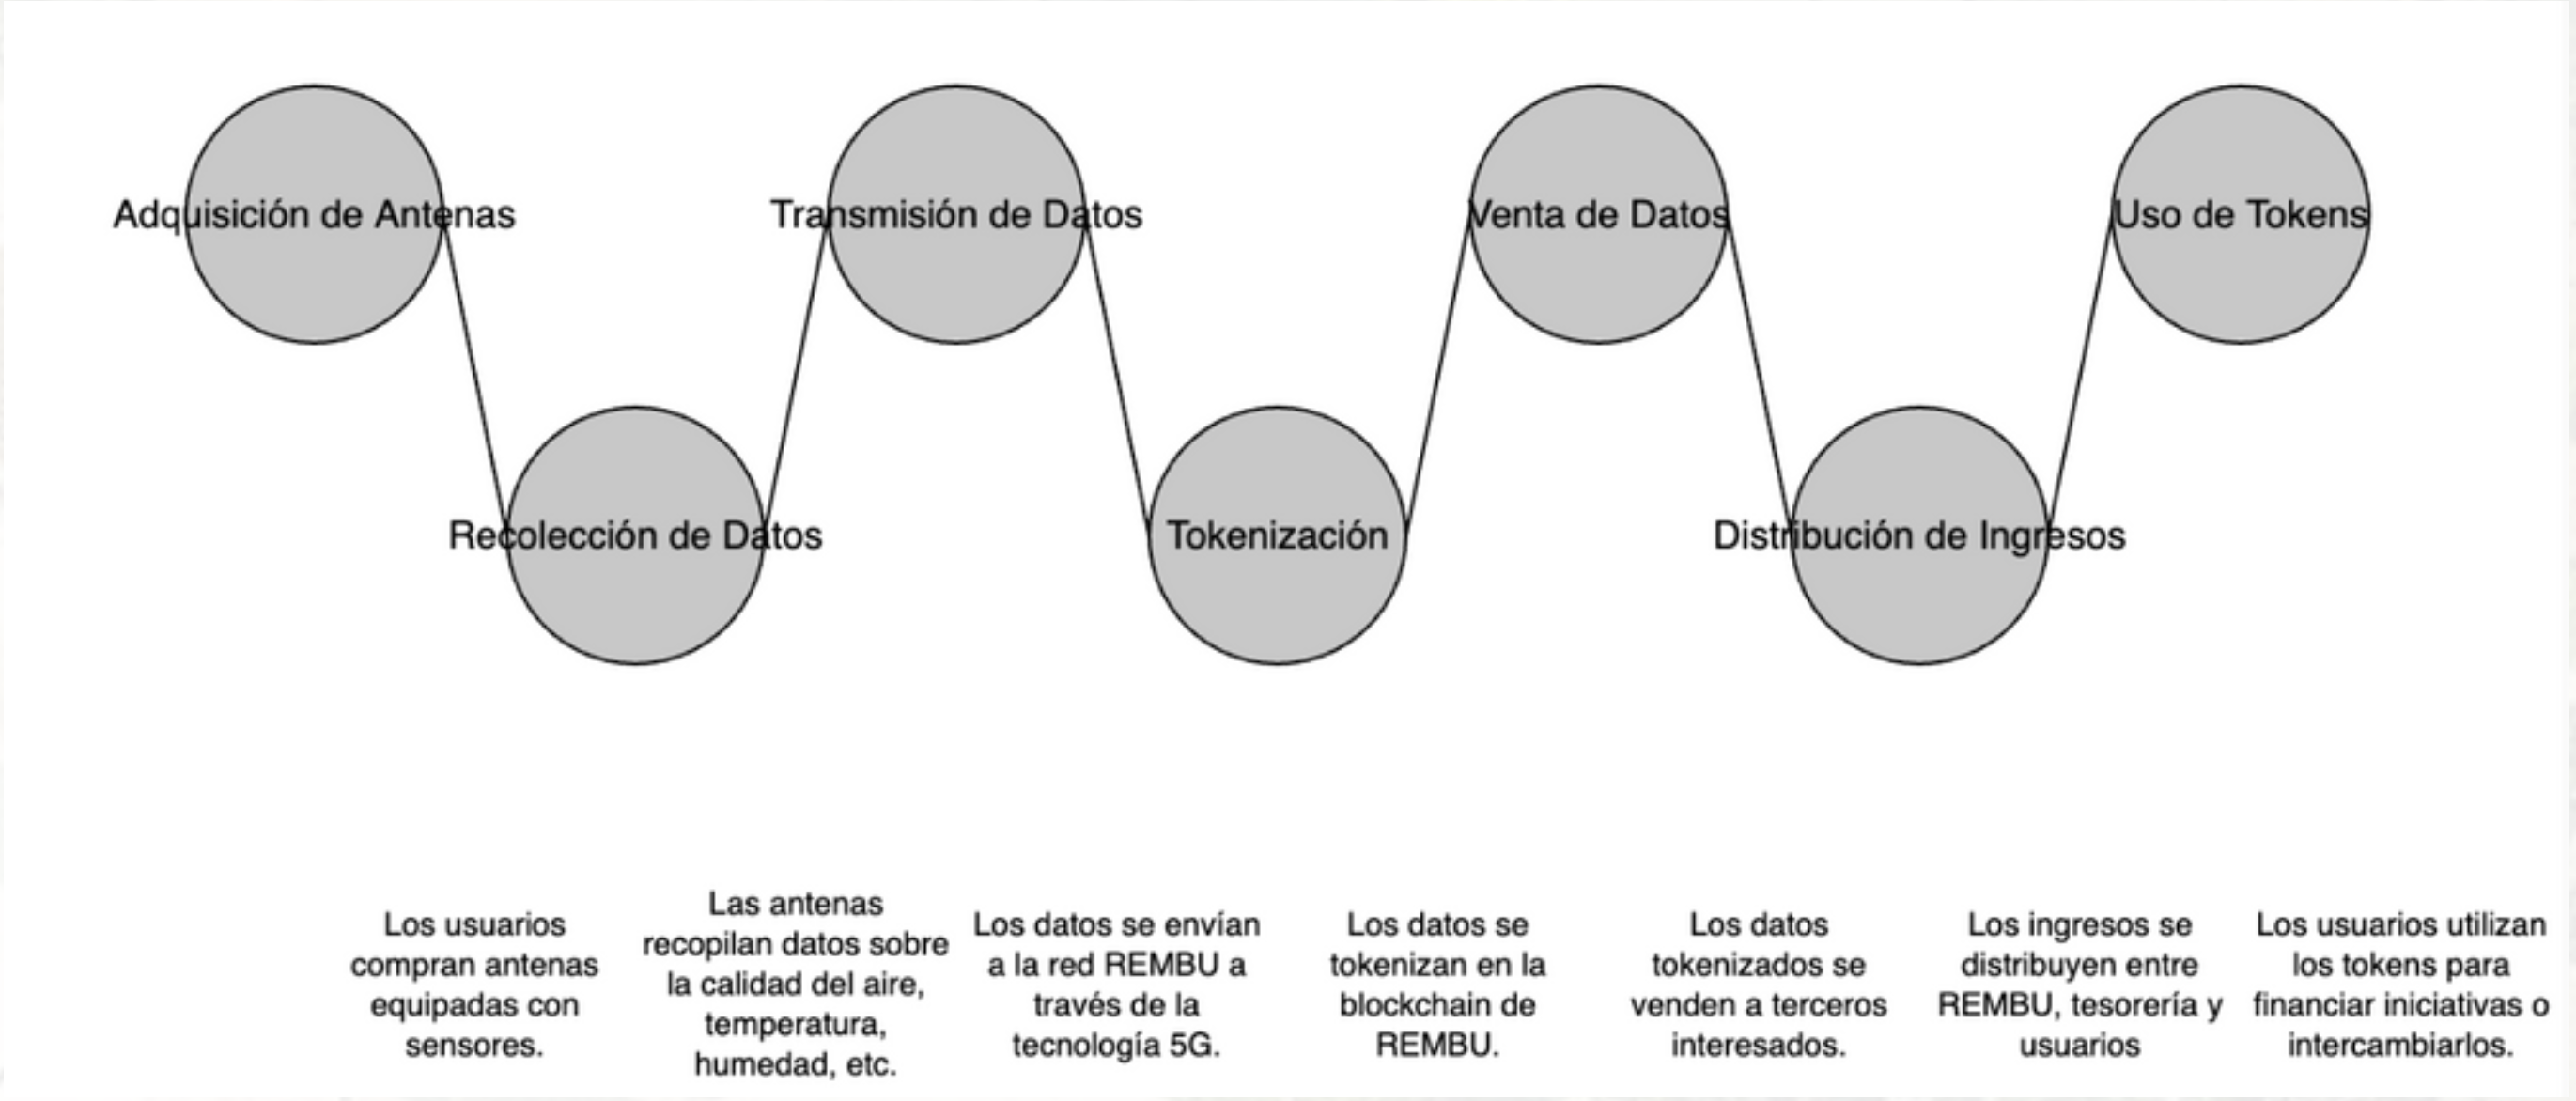 Adquisición de Antenas
Transmisión de Datos
Venta de Datos
Uso de Tokens
Recolección de Datos
Tokenización
Distribución de Ingresos
Los usuarios
compran antenas
equipadas con
sensores.
Las antenas
recopilan datos sobre
la calidad del aire,
temperatura,
humedad, etc.
Los datos se envían
a la red REMBU a
través de la
tecnología 5G.
Los datos se
tokenizan en la
blockchain de
REMBU.
Los datos
tokenizados se
venden a terceros
interesados.
Los ingresos se
distribuyen entre
REMBU, tesorería y
usuarios
Los usuarios utilizan
los tokens para
financiar iniciativas o
intercambiarlos.